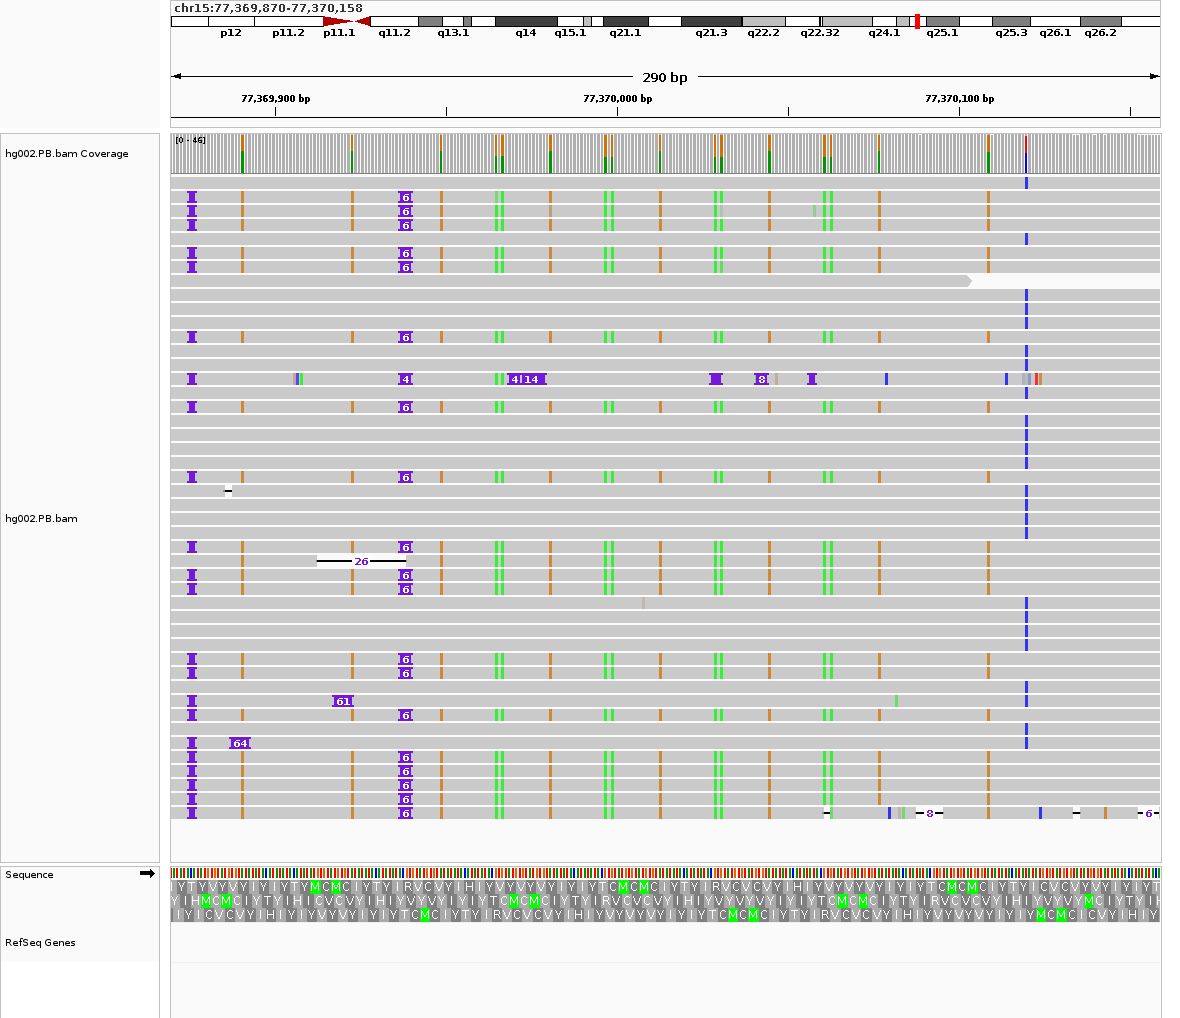 chr15:77,369,870-77,370,158
p12 p11.2 p11.1 q11.2 q13.1 q14 q15.1 q21.1 q21.3 q22.2 q22.32 q24.1 q25.1 q25.3 q26.1 q26.2
290 bp
77,369,900 bp 77,370,000 bp 77,370,100 bp
hg002.PB.bam Coverage
[0 - 46]
6
6
6
6
6
6
4 4 14 8
6
6
hg002.PB.bam
6
26
6
6
6
6
61
6
64
6
6
6
6
6 8 6
Sequence
RefSeq Genes